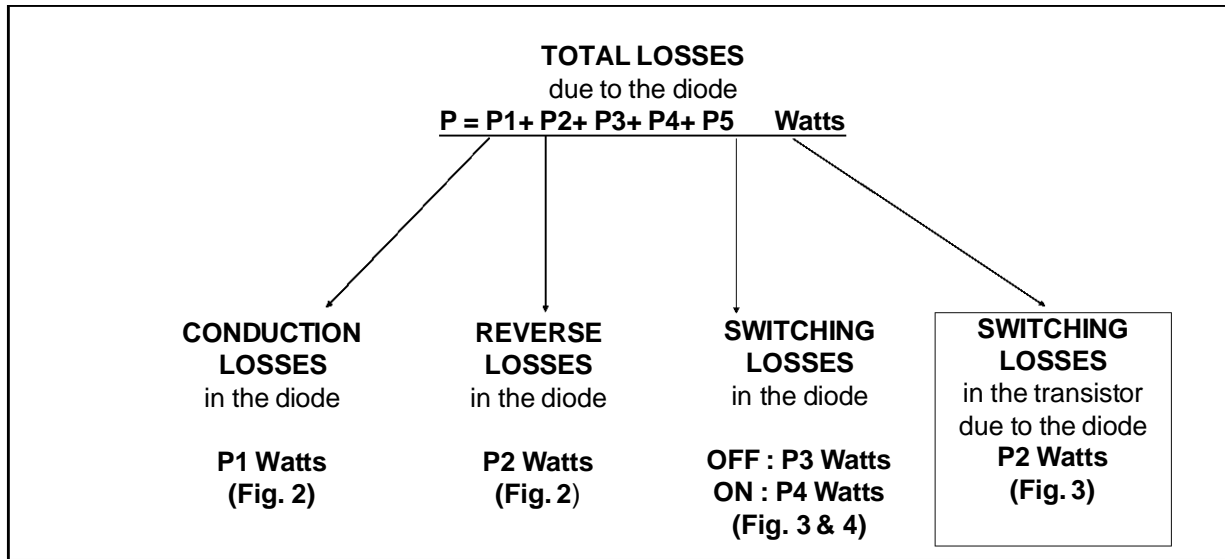 TOTAL LOSSES
due to the diode
P = P1+ P2+ P3+ P4+ P5 Watts
CONDUCTION
LOSSES
in the diode
P1 Watts
(Fig. 2)
REVERSE
LOSSES
in the diode
P2 Watts
(Fig. 2)
SWITCHING
LOSSES
in the diode
OFF : P3 Watts
ON : P4 Watts
(Fig. 3 & 4)
SWITCHING
LOSSES
in the transistor
due to the diode
P2 Watts
(Fig. 3)